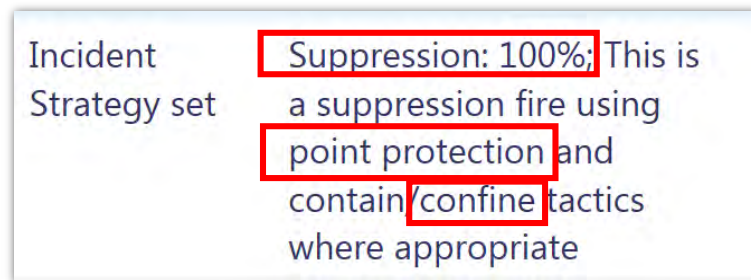 Incident Suppression: 100%; This is
Strategy set a suppression fire using
point protection and
contain/confine tactics
where appropriate